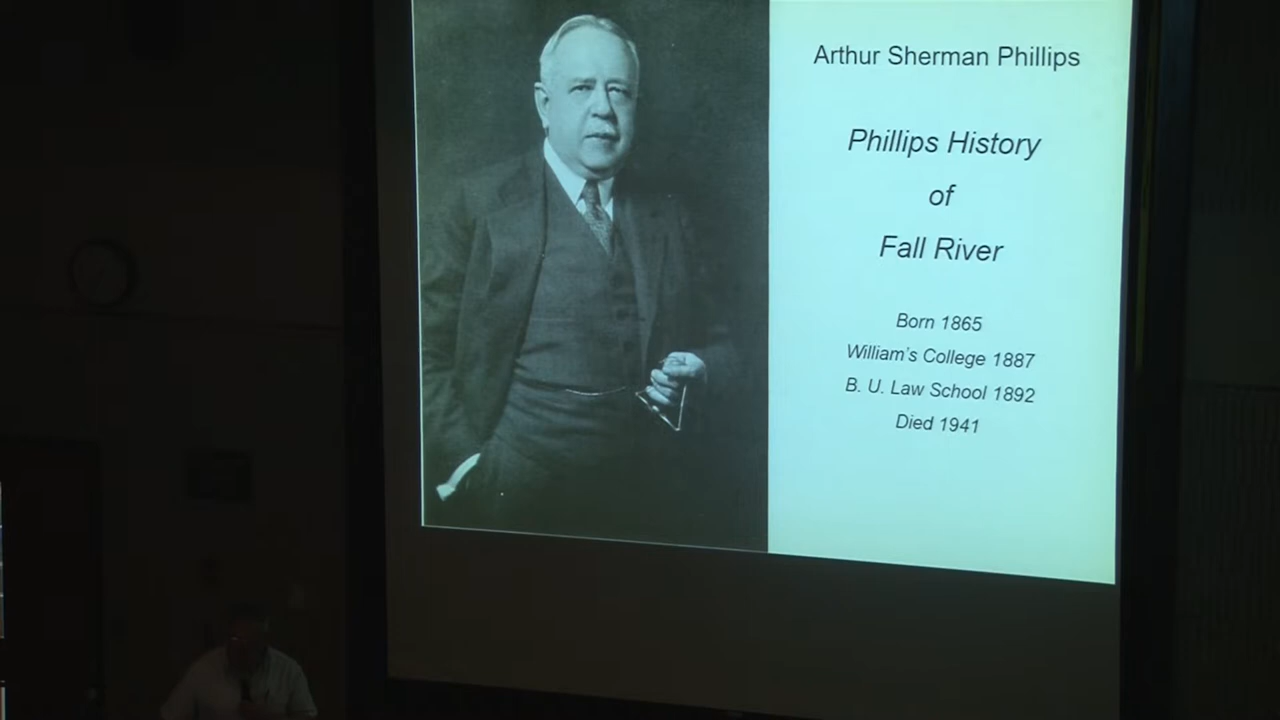 Arthur Sherman Phillips
Phillips History
of
Fall River
Born 1865
William's College 1887
B. U. Law School 1892
Died 1941